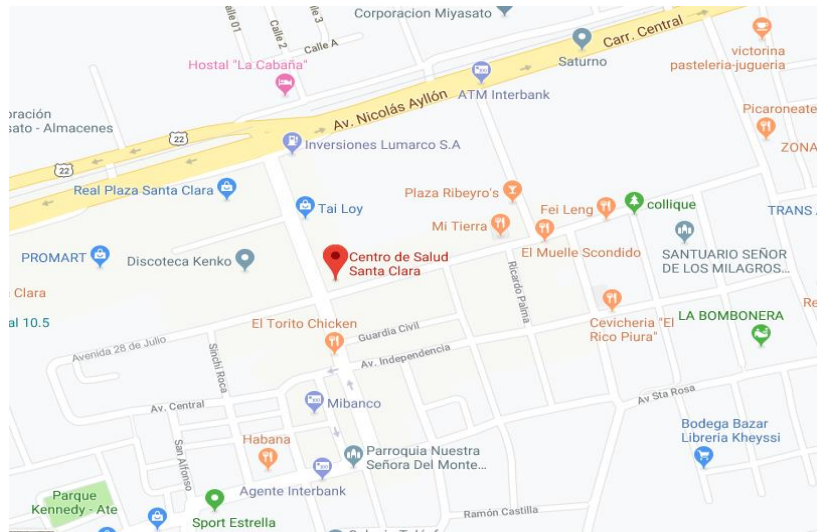 Corporacion Miyasato
Calle 01
Calle 2
Calle 3
Calle A
Carr. Central
Saturno
victorina
pasteleria-jugueria
Hostal "La Cabaña"
ATM Interbank
Av. Nicolás Ayllón
Picaroneate
oración
sato - Almacenes
22
22
Inversiones Lumarco S.A
ZONA
Real Plaza Santa Clara
Plaza Ribeyro's
Tai Loy
Fei Leng
collique
TRANS
Mi Tierra
El Muelle Scondido
SANTUARIO SEÑOR
DE LOS MILAGROS...
PROMART
Discoteca Kenko
Centro de Salud
Santa Clara
Ricardo Palma
Clara
al 10.5
El Torito Chicken
Guardia Civil
Cevicheria "El
Rico Piura"
LA BOMBONERA
Re
Avenida 28 de Julio
Sinchi Roca
Av. Independencia
Av. Central
Mibanco
Av Sta Rosa
San Alfonso
Habana
Parroquia Nuestra
Señora Del Monte...
Bodega Bazar
Libreria Kheyssi
Agente Interbank
Parque
Kennedy - Ate
Sport Estrella
Ramón Castilla